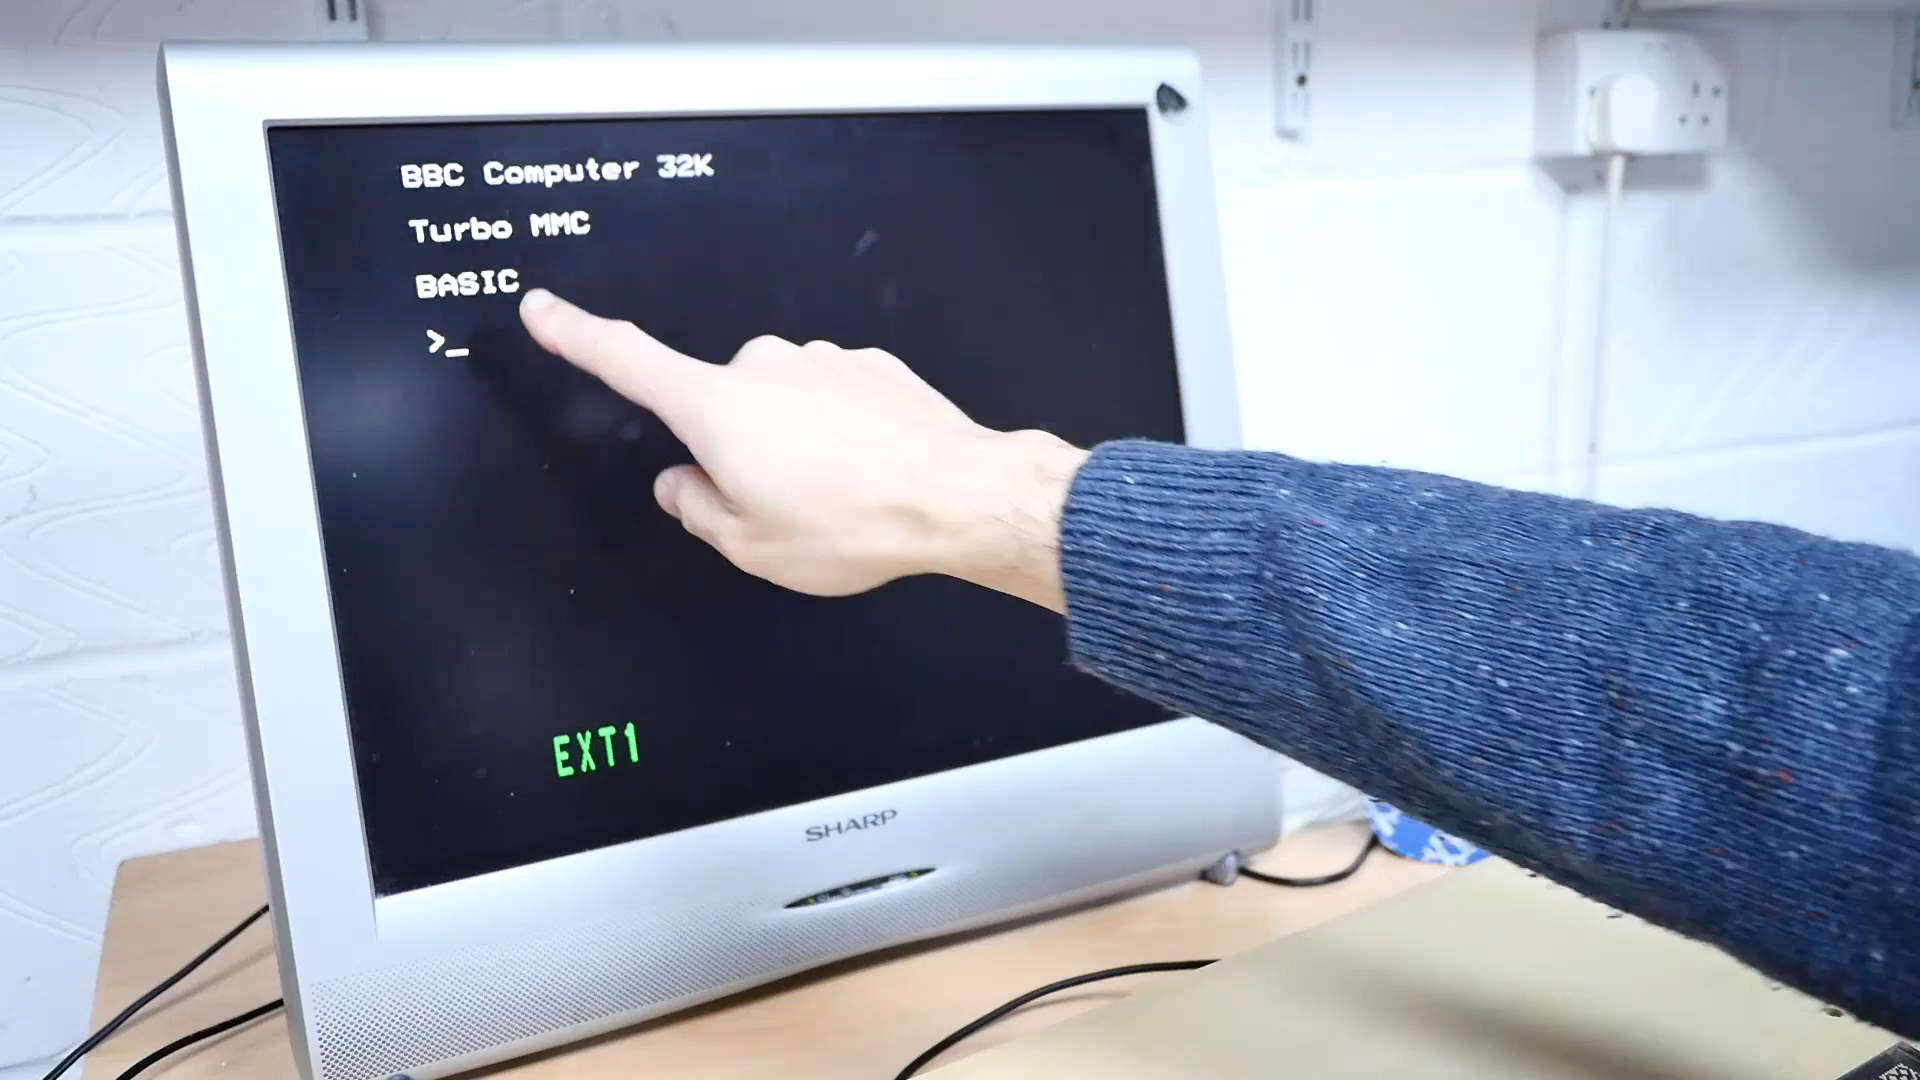 BBC Computer 32K
Turbo MMC
BASIC
>_
EXT1
SHARP